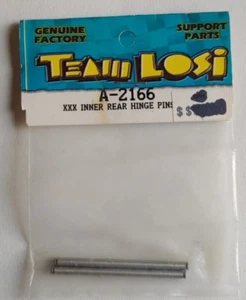 GENUINE FACTORY
SUPPORT PARTS
TEAM LOSI
A-2166
XXX INNER REAR HINGE PINS
$$